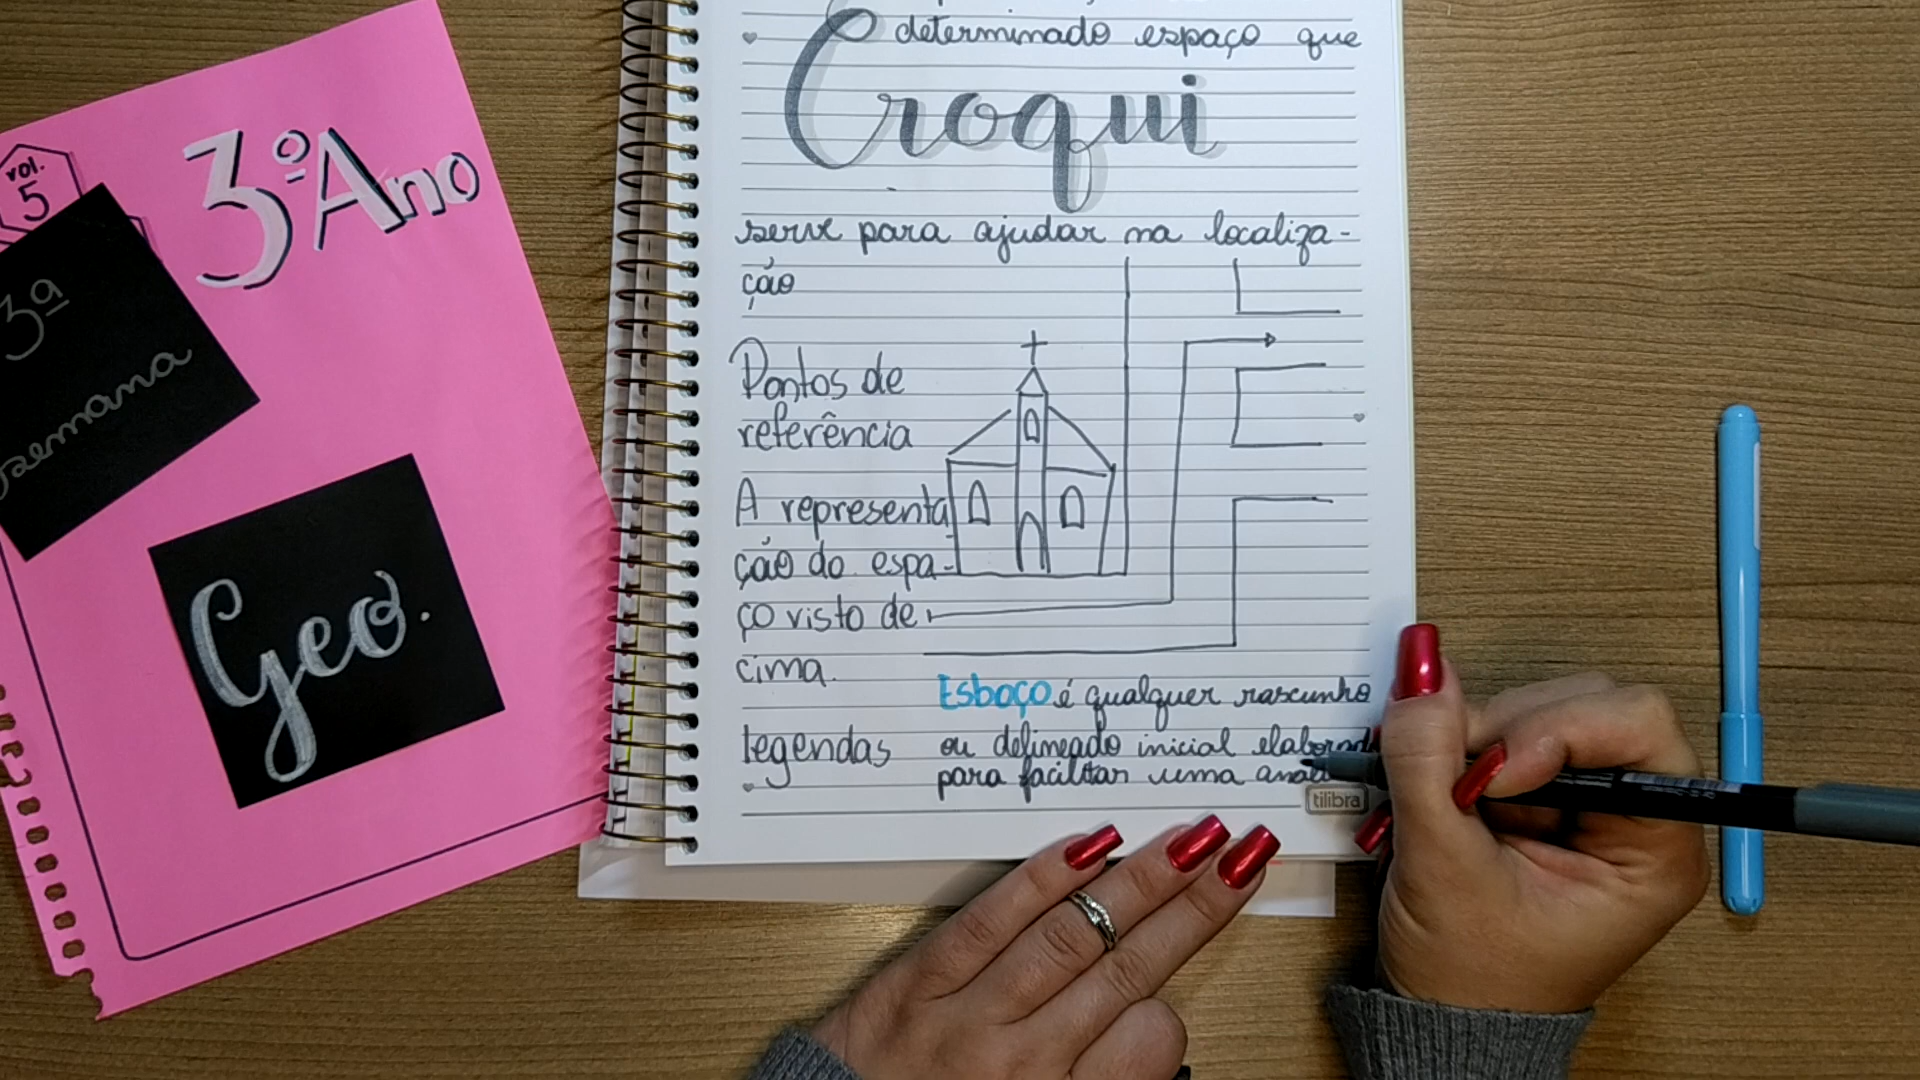 vol.
5
3º Ano
3ª
semana
Geo.
determinado espaço que
Croqui
serve para ajudar na localiza-
ção
Pontos de
referência
A representa
ção do espa-
ço visto de
cima.
legendas
Esboço é qualquer rascunho
ou delineado inicial
para facilitar uma
tilibra